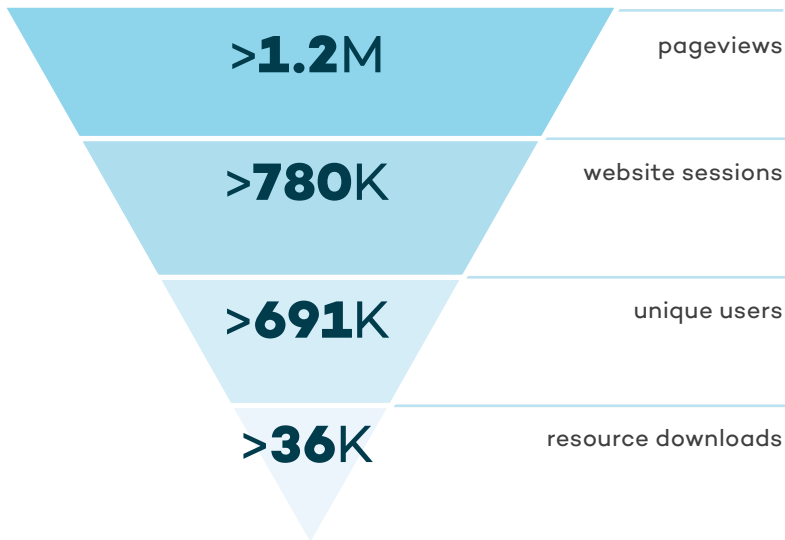 >1.2M
pageviews
>780K
website sessions
>691K
unique users
>36K
resource downloads